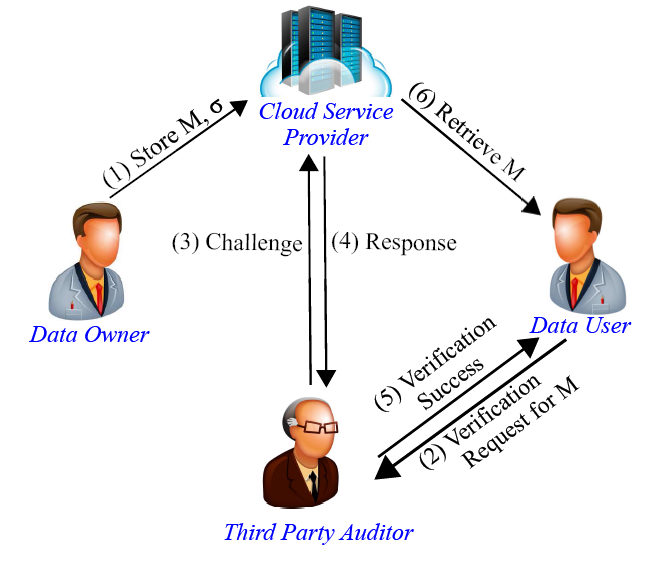 Cloud Service
Provider
(1) Store M, σ
(6) Retrieve M
(3) Challenge
(4) Response
Data Owner
Data User
(5) Verification
Success
(2) Verification
Request for M
Third Party Auditor